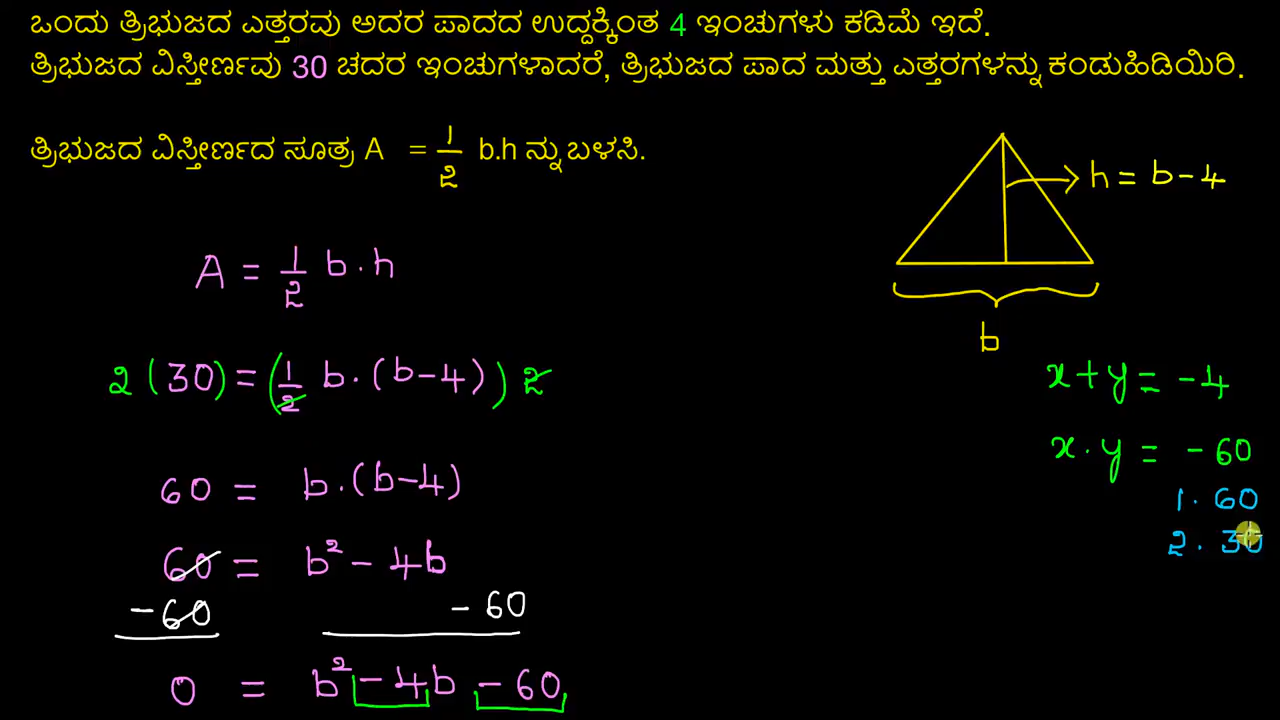 ಒಂದು ತ್ರಿಭುಜದ ಎತ್ತರವು ಅದರ ಪಾದದ ಉದ್ದಕ್ಕಿಂತ 4 ಇಂಚುಗಳು ಕಡಿಮೆ ಇದೆ.
ತ್ರಿಭುಜದ ವಿಸ್ತೀರ್ಣವು 30 ಚದರ ಇಂಚುಗಳಾದರೆ, ತ್ರಿಭುಜದ ಪಾದ ಮತ್ತು ಎತ್ತರಗಳನ್ನು ಕಂಡುಹಿಡಿಯಿರಿ.
ತ್ರಿಭುಜದ ವಿಸ್ತೀರ್ಣದ ಸೂತ್ರ A = 1/2 b.h ನ್ನು ಬಳಸಿ.
h = b - 4
b
A = 1/2 b · h
2 (30) = (1/2 b · (b - 4)) 2
60 = b · (b - 4)
60 = b² - 4b
- 60 - 60
0 = b² - 4b - 60
x + y = - 4
x · y = - 60
1 · 60
2 · 30